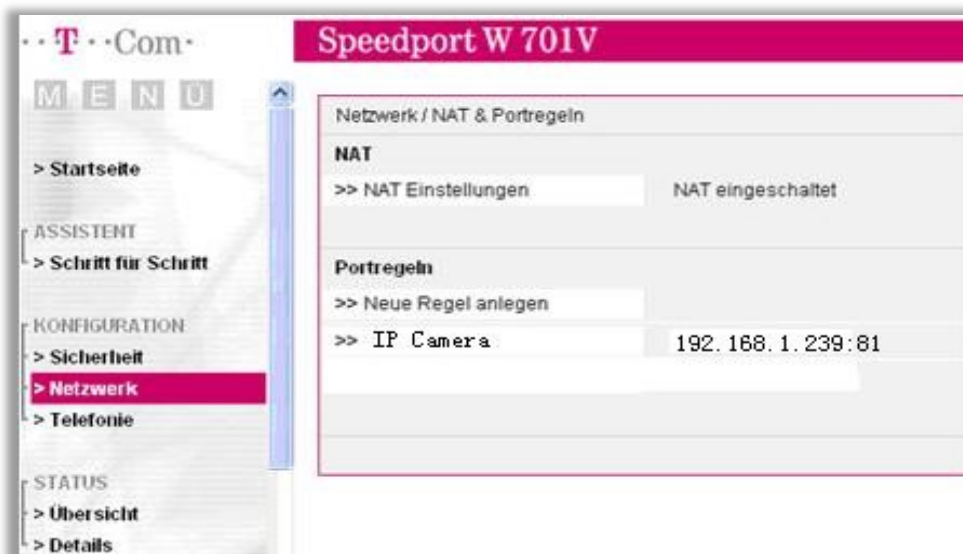 ··T··Com·
Speedport W 701V
MENÜ
> Startseite
ASSISTENT
> Schritt für Schritt
KONFIGURATION
> Sicherheit
> Netzwerk
> Telefonie
STATUS
> Übersicht
> Details
Netzwerk / NAT & Portregeln
NAT
>> NAT Einstellungen NAT eingeschaltet
Portregeln
>> Neue Regel anlegen
>> IP Camera 192.168.1.239:81